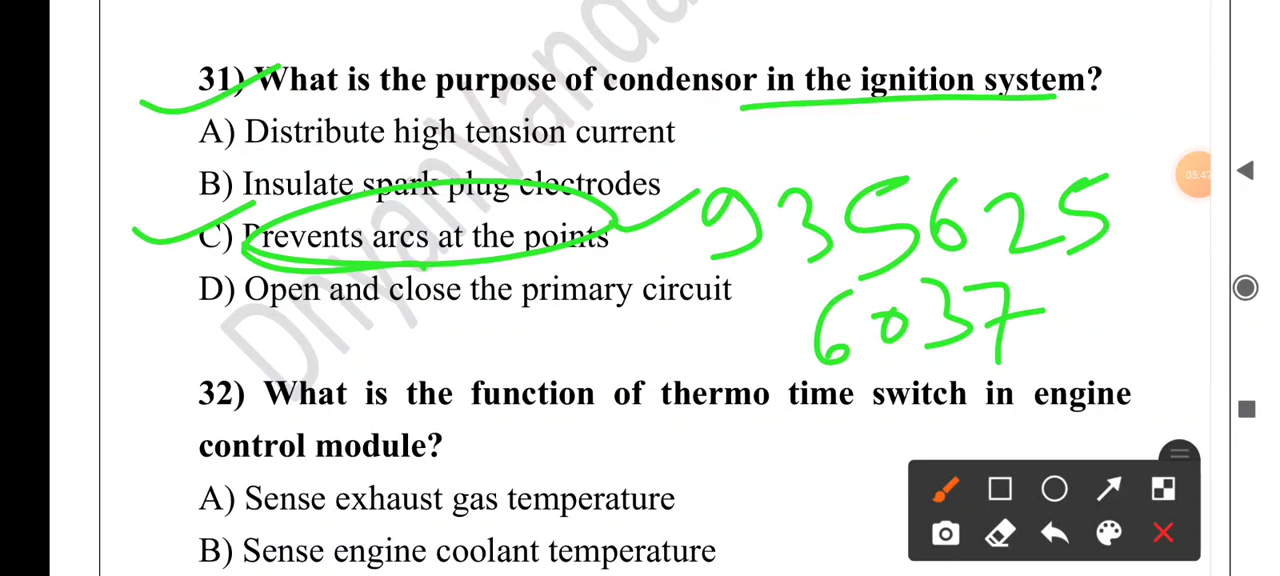 31) What is the purpose of condensor in the ignition system?
A) Distribute high tension current
B) Insulate spark plug electrodes
C) Prevents arcs at the points
D) Open and close the primary circuit
935625
6037
32) What is the function of thermo time switch in engine
control module?
A) Sense exhaust gas temperature
B) Sense engine coolant temperature